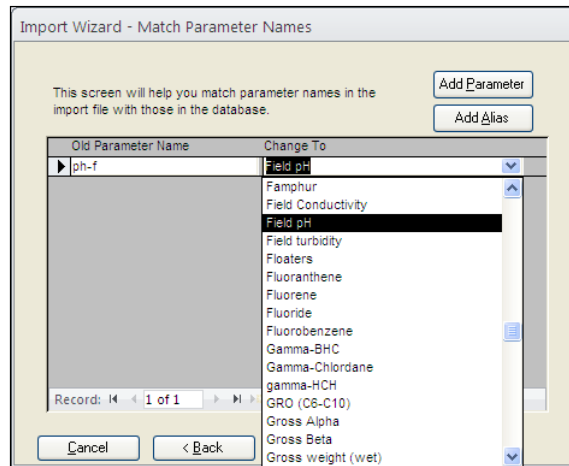 Import Wizard - Match Parameter Names
This screen will help you match parameter names in the
import file with those in the database.
Add Parameter
Add Alias
Old Parameter Name Change To
ph-f Field pH
Famphur
Field Conductivity
Field pH
Field turbidity
Floaters
Fluoranthene
Fluorene
Fluoride
Fluorobenzene
Gamma-BHC
Gamma-Chlordane
gamma-HCH
GRO (C6-C10)
Gross Alpha
Gross Beta
Gross weight (wet)
Record: 1 of 1
Cancel < Back